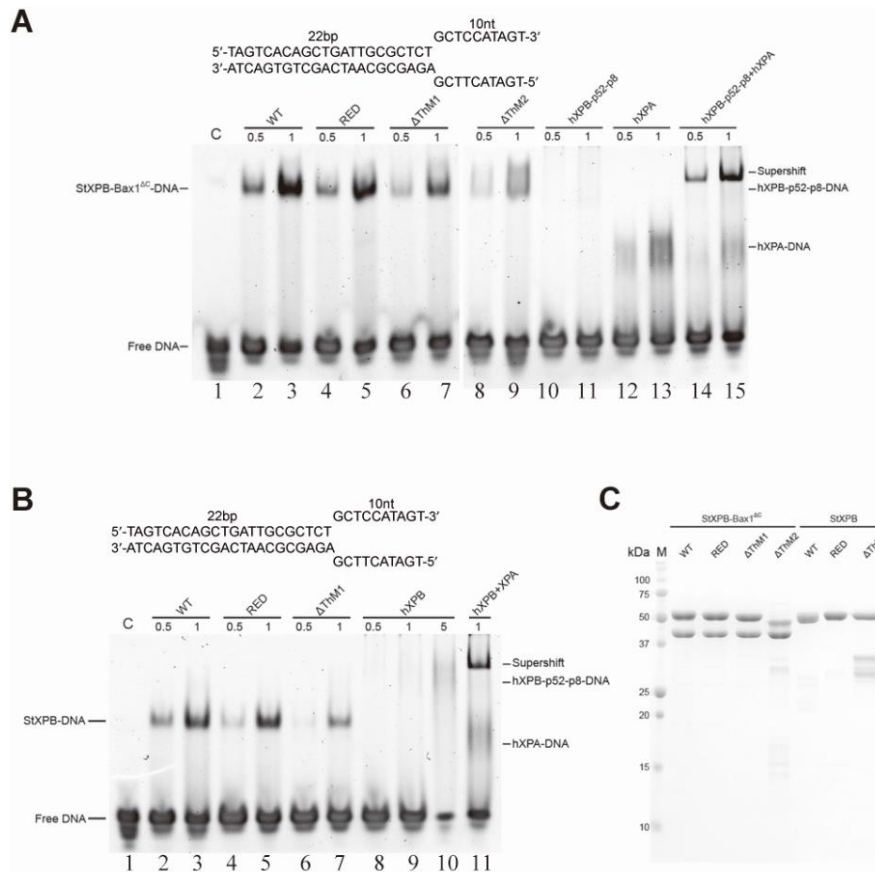 A
22bp
10nt
GCTCCATAGT-3'
5'-TAGTCACAGCTGATTGCGCTCT
3'-ATCAGTGTCGACTAACGCGAGA
GCTTCATAGT-5'
C WT RED ΔThM1 ΔThM2 hXPB-p52-p8 hXPA hXPB-p52-p8+hXPA
0.5 1 0.5 1 0.5 1 0.5 1 0.5 1 0.5 1 0.5 1
Supershift
StXPB-Bax1ΔC-DNA
hXPB-p52-p8-DNA
hXPA-DNA
Free DNA
1 2 3 4 5 6 7 8 9 10 11 12 13 14 15
B
22bp
10nt
GCTCCATAGT-3'
5'-TAGTCACAGCTGATTGCGCTCT
3'-ATCAGTGTCGACTAACGCGAGA
GCTTCATAGT-5'
C WT RED ΔThM1 hXPB hXPB+XPA
0.5 1 0.5 1 0.5 1 0.5 1 5 1
Supershift
hXPB-p52-p8-DNA
StXPB-DNA
hXPA-DNA
Free DNA
1 2 3 4 5 6 7 8 9 10 11
C
StXPB-Bax1ΔC StXPB
kDa M WT RED ΔThM1 ΔThM2 WT RED
100
75
50
37
25
20
15
10